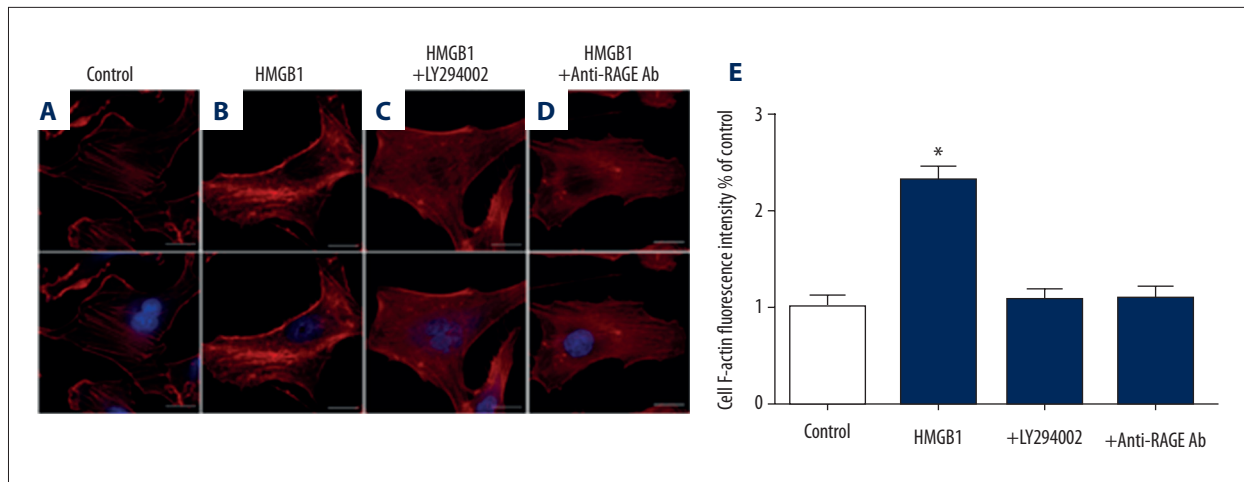 Control
HMGB1
HMGB1
+LY294002
HMGB1
+Anti-RAGE Ab
A
B
C
D
E
Cell F-actin fluorescence intensity % of control
3
2
1
0
*
Control
HMGB1
+LY294002
+Anti-RAGE Ab